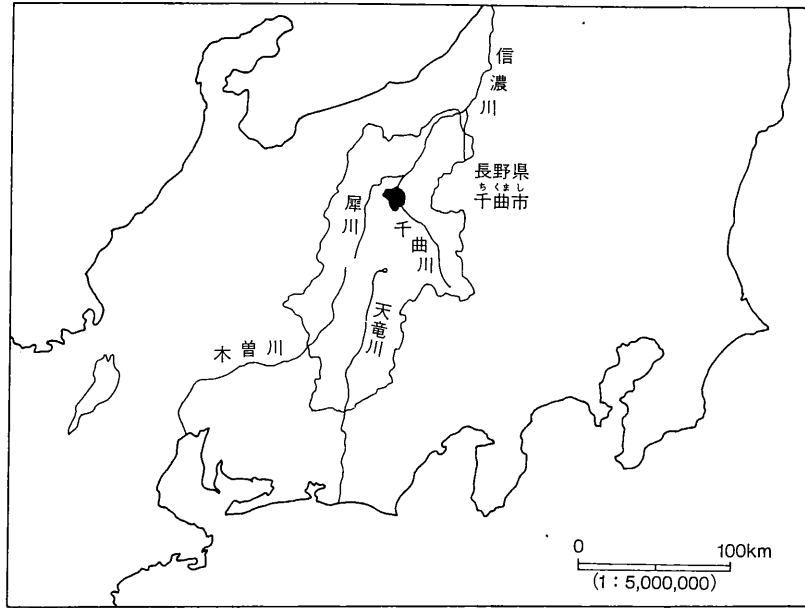 信濃川
長野県
ちくまし
千曲市
犀川
千曲川
天竜川
木曽川
0 100km
(1：5,000,000)